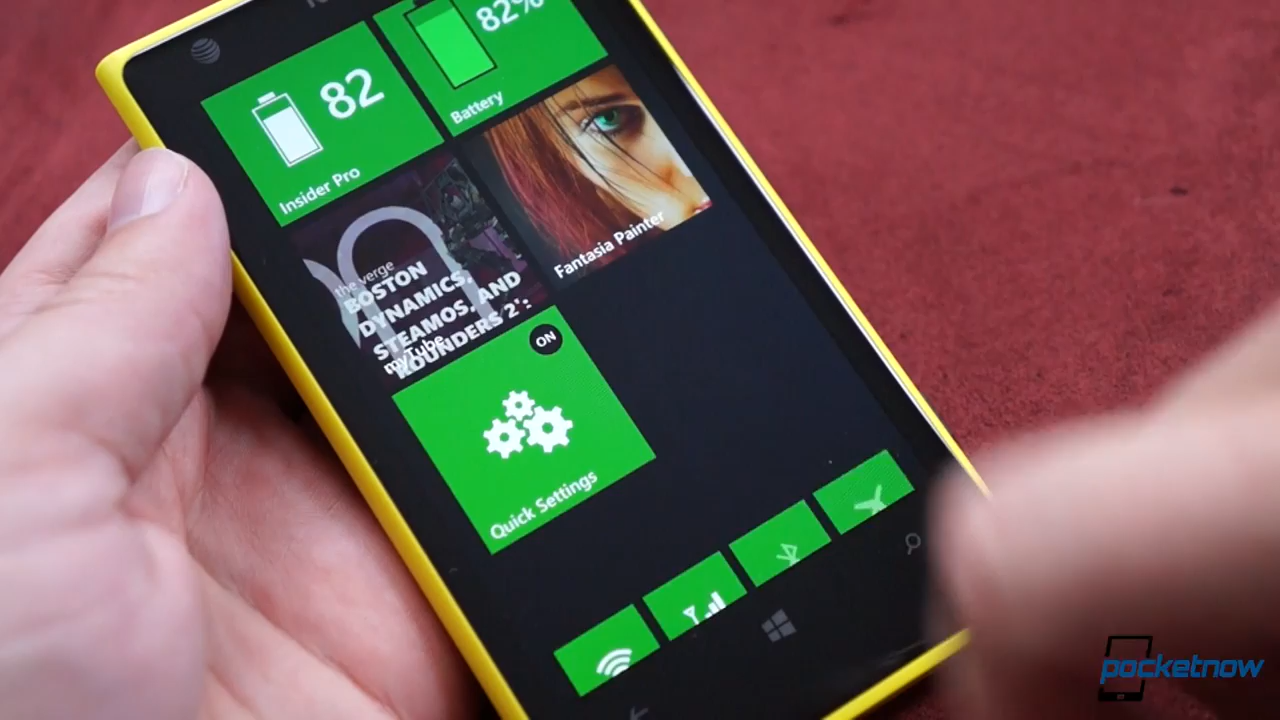 82%
Battery
82
Insider Pro
Fantasia Painter
the verge
BOSTON
DYNAMICS,
STEAMOS, AND
ROUNDERS 2':
myTube
ON
Quick Settings
pocketnow